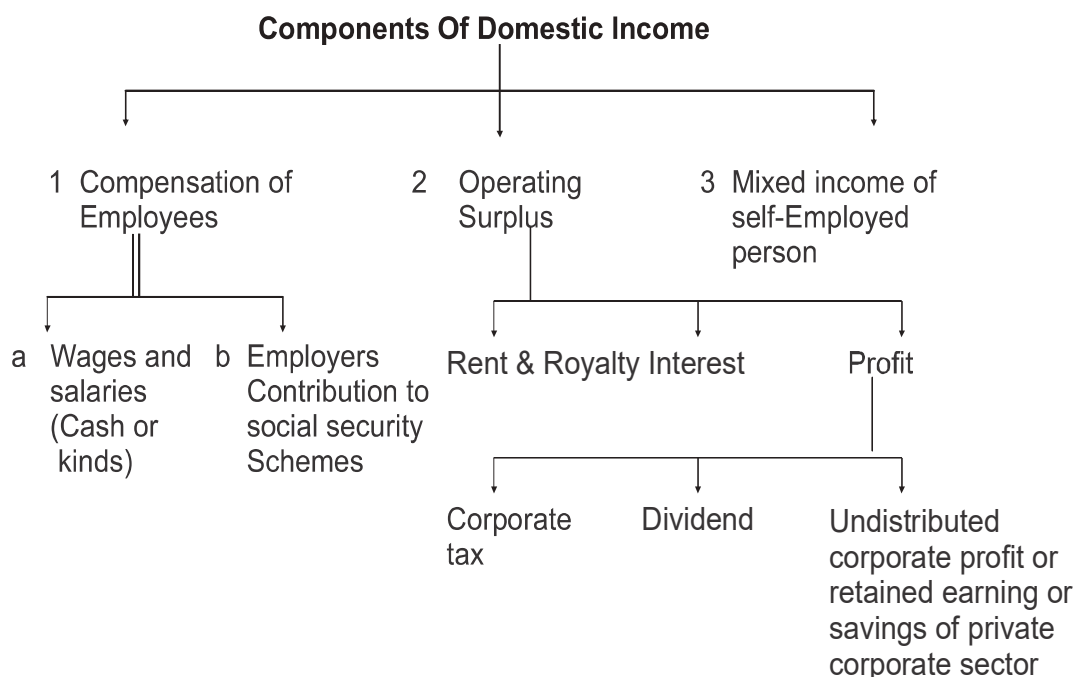 Components Of Domestic Income
1 Compensation of
Employees
2 Operating
Surplus
3 Mixed income of
self-Employed
person
a Wages and
salaries
(Cash or
kinds)
b Employers
Contribution to
social security
Schemes
Rent & Royalty Interest
Profit
Corporate
tax
Dividend
Undistributed
corporate profit or
retained earning or
savings of private
corporate sector